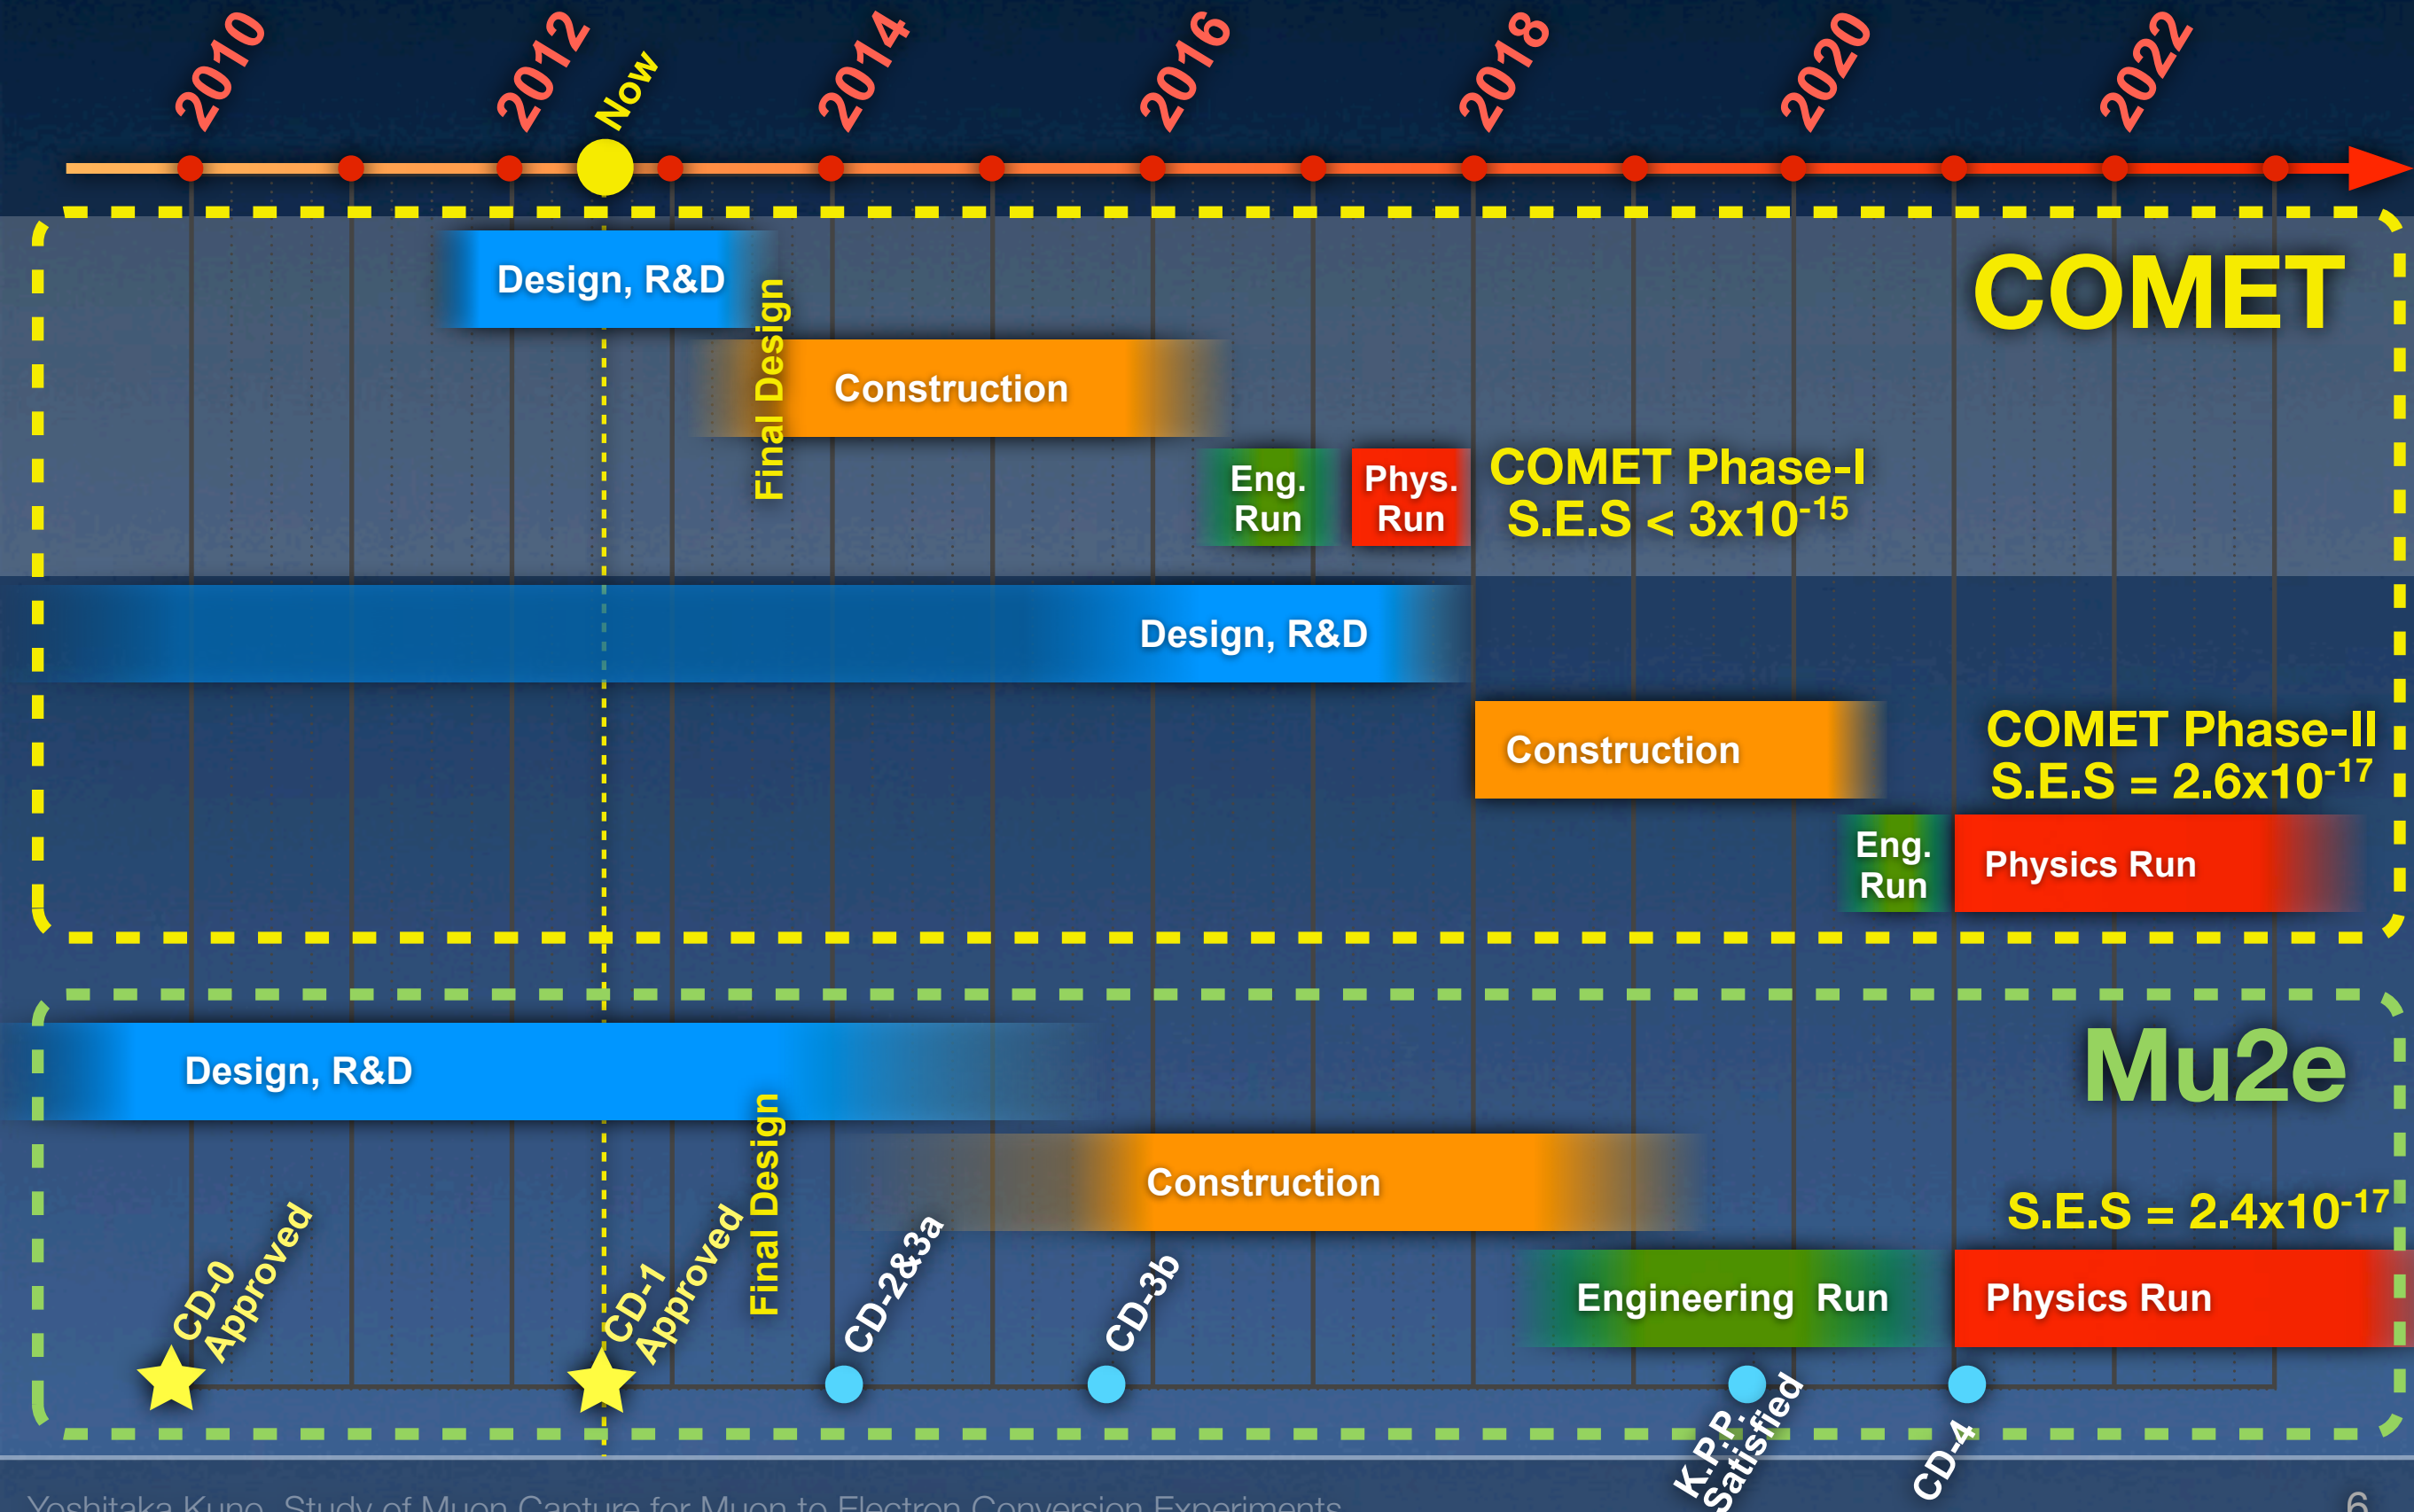 2010
2012
Now
2014
2016
2018
2020
2022
COMET
Design, R&D
Final Design
Construction
Eng.
Run
Phys.
Run
COMET Phase-I
S.E.S < 3x10-15
Design, R&D
Construction
COMET Phase-II
S.E.S = 2.6x10-17
Eng.
Run
Physics Run
Mu2e
Design, R&D
Final Design
Construction
S.E.S = 2.4x10-17
Engineering Run
Physics Run
CD-0
Approved
CD-1
Approved
CD-2&3a
CD-3b
K.P.P.
Satisfied
CD-4
Yoshitaka Kuno, Study of Muon Capture for Muon to Electron Conversion Experiments
6